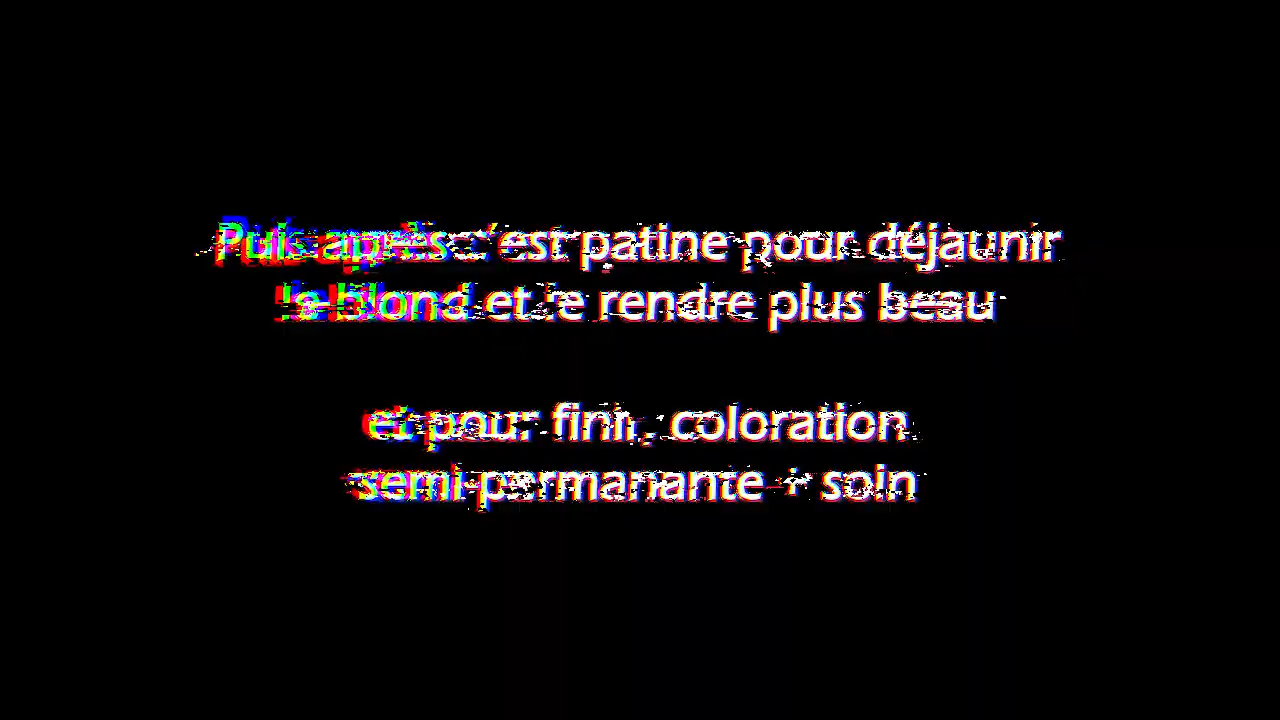 Puis après c'est patine pour déjaunir
le blond et le rendre plus beau
et pour finir, coloration
semi-permanante + soin